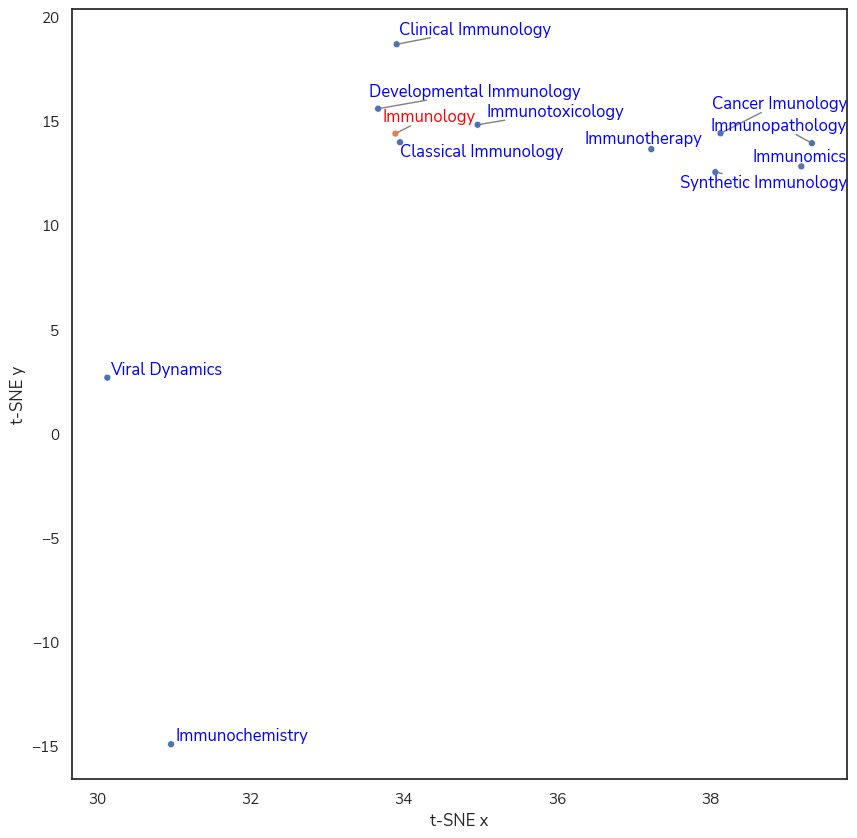 20
Clinical Immunology
Developmental Immunology
Cancer Imunology
Immunotoxicology
Immunology
15
Immunopathology
Immunotherapy
Classical Immunology
Immunomics
Synthetic Immunology
10
5
Viral Dynamics
t-SNE y
0
−5
−10
Immunochemistry
−15
30 32 34 36 38
t-SNE x